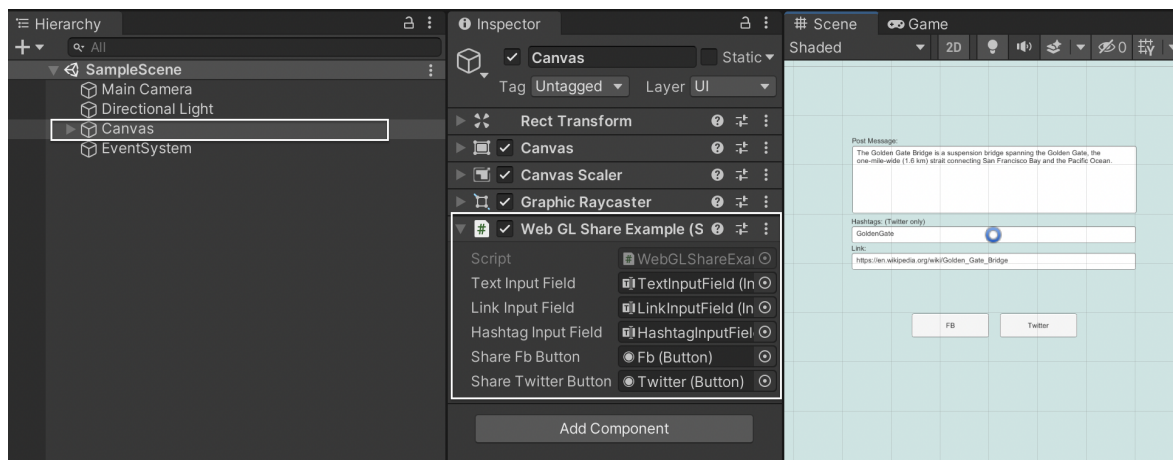 Hierarchy
All
SampleScene
Main Camera
Directional Light
Canvas
EventSystem
Inspector
Canvas
Static
Tag Untagged Layer UI
Rect Transform
Canvas
Canvas Scaler
Graphic Raycaster
Web GL Share Example (S
Script WebGLShareExar
Text Input Field TextInputField (In
Link Input Field LinkInputField (In
Hashtag Input Field HashtagInputFiel
Share Fb Button Fb (Button)
Share Twitter Button Twitter (Button)
Add Component
Scene Game
Shaded 2D 0
Post Message:
The Golden Gate Bridge is a suspension bridge spanning the Golden Gate, the
one-mile-wide (1.6 km) strait connecting San Francisco Bay and the Pacific Ocean.
Hashtags: (Twitter only)
GoldenGate
Link:
https://en.wikipedia.org/wiki/Golden_Gate_Bridge
FB Twitter